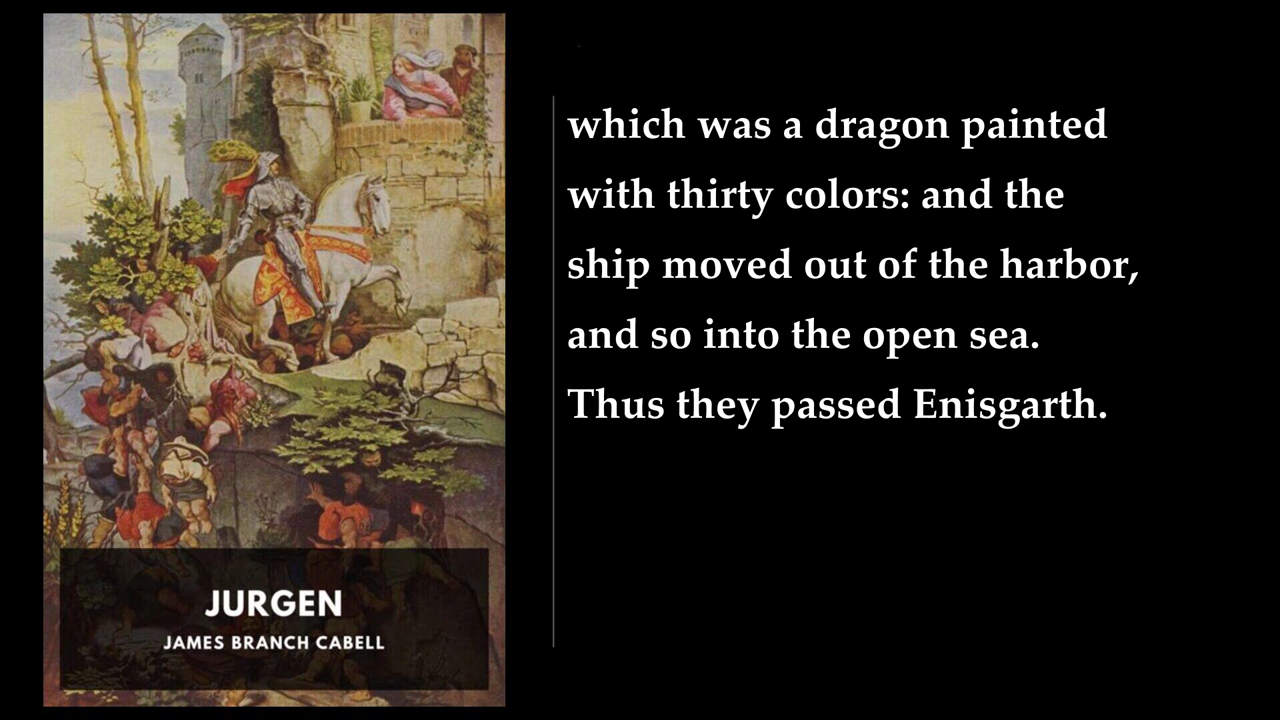 which was a dragon painted
with thirty colors: and the
ship moved out of the harbor,
and so into the open sea.
Thus they passed Enisgarth.
JURGEN
JAMES BRANCH CABELL